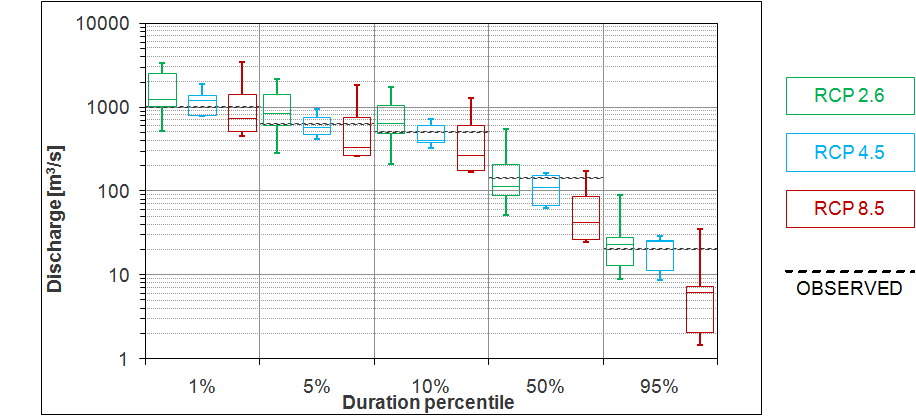 10000
1000
100
10
1
Discharge [m³/s]
1%
5%
10%
50%
95%
Duration percentile
RCP 2.6
RCP 4.5
RCP 8.5
OBSERVED